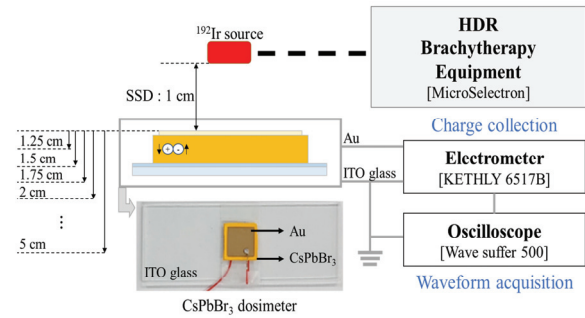 ¹⁹²Ir source
HDR
Brachytherapy
Equipment
[MicroSelectron]
SSD : 1 cm
Charge collection
1.25 cm
1.5 cm
1.75 cm
2 cm
⋮
5 cm
+
-
Au
ITO glass
Elcctrometer
[KETHLY 6517B]
Oscilloscope
[Wave suffer 500]
Waveform acquisition
Au
CsPbBr₃
ITO glass
CsPbBr₃ dosimeter